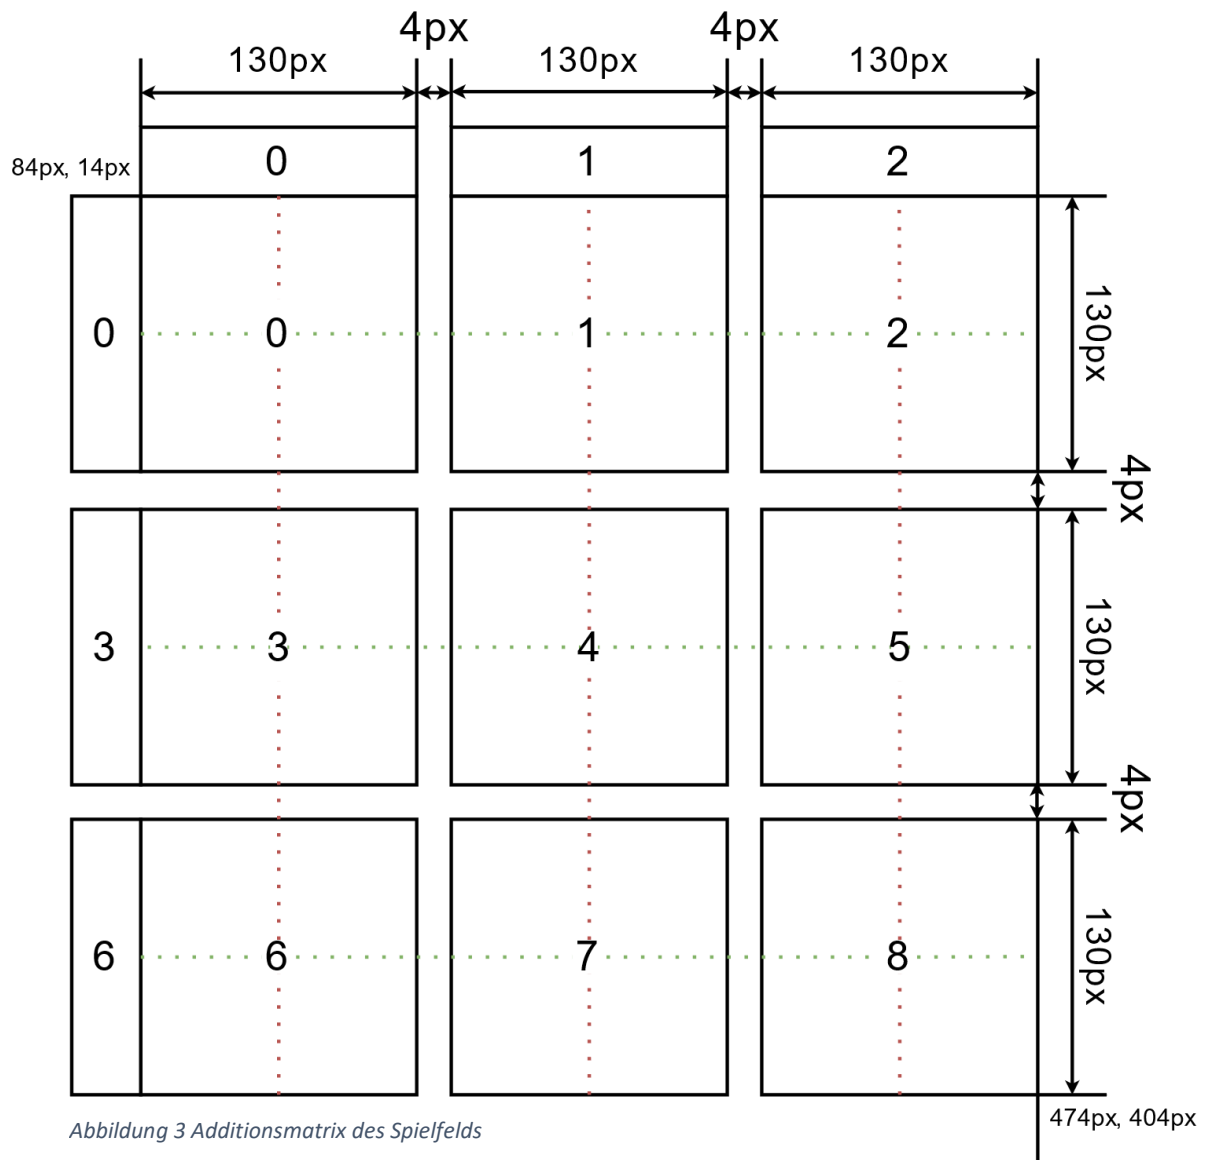 4px 4px
130px 130px 130px
0 1 2
84px, 14px
0 0 1 2
130px
4px
3 3 4 5
130px
4px
6 6 7 8
130px
474px, 404px
Abbildung 3 Additionsmatrix des Spielfelds